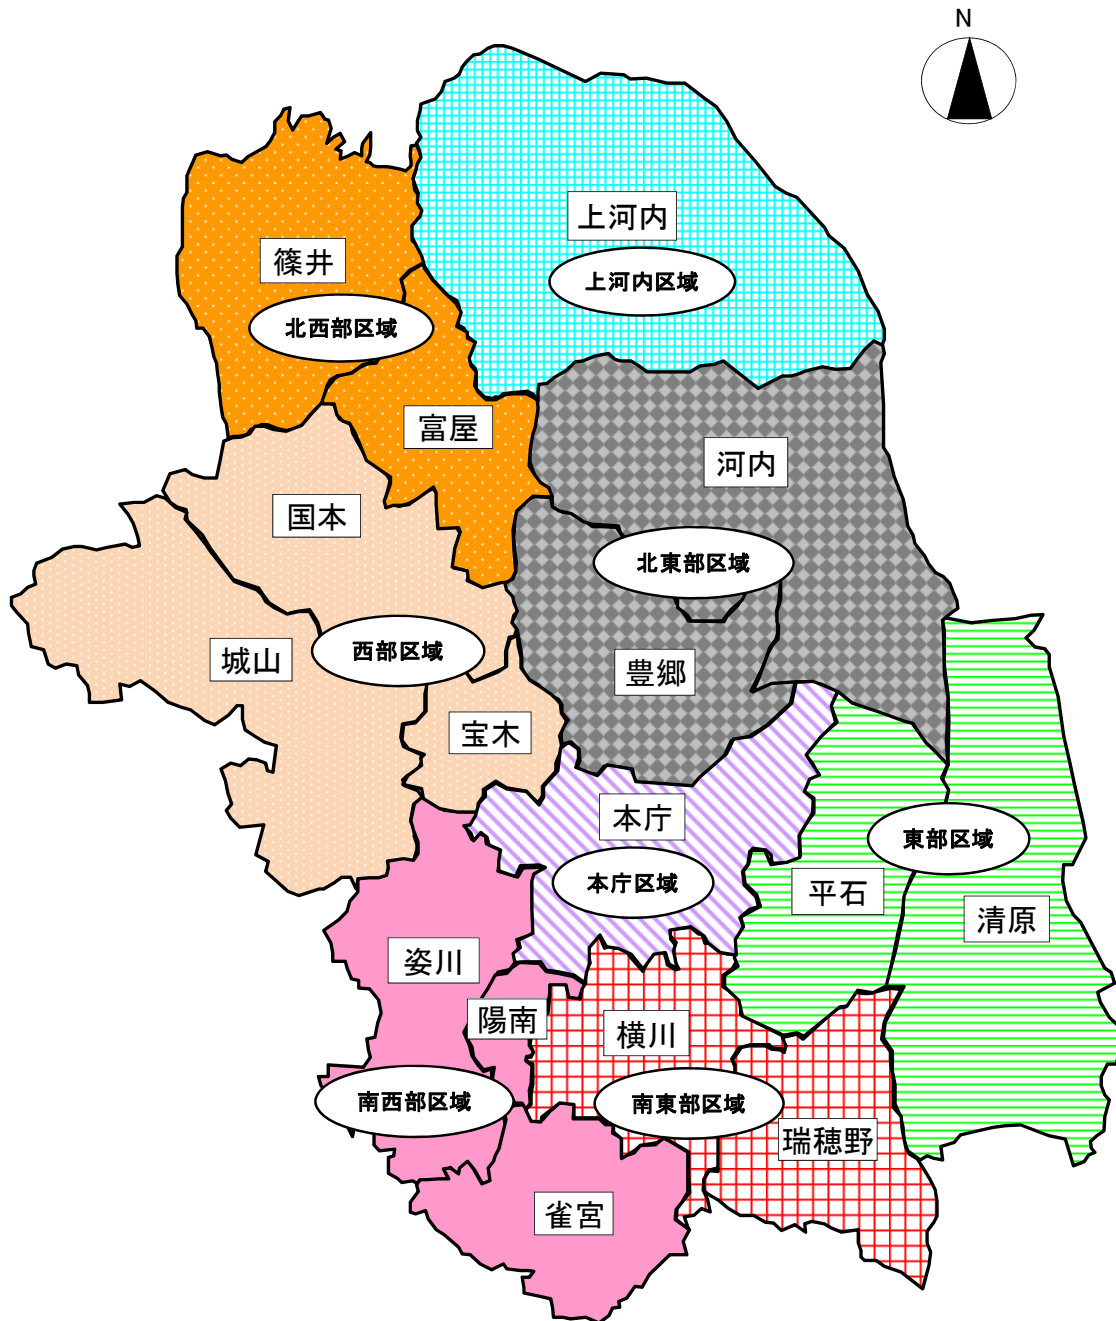 N
上河内
上河内区域
篠井
北西部区域
富屋
河内
国本
北東部区域
城山
西部区域
豊郷
宝木
本庁
本庁区域
東部区域
平石
清原
姿川
陽南
横川
南西部区域
南東部区域
瑞穂野
雀宮